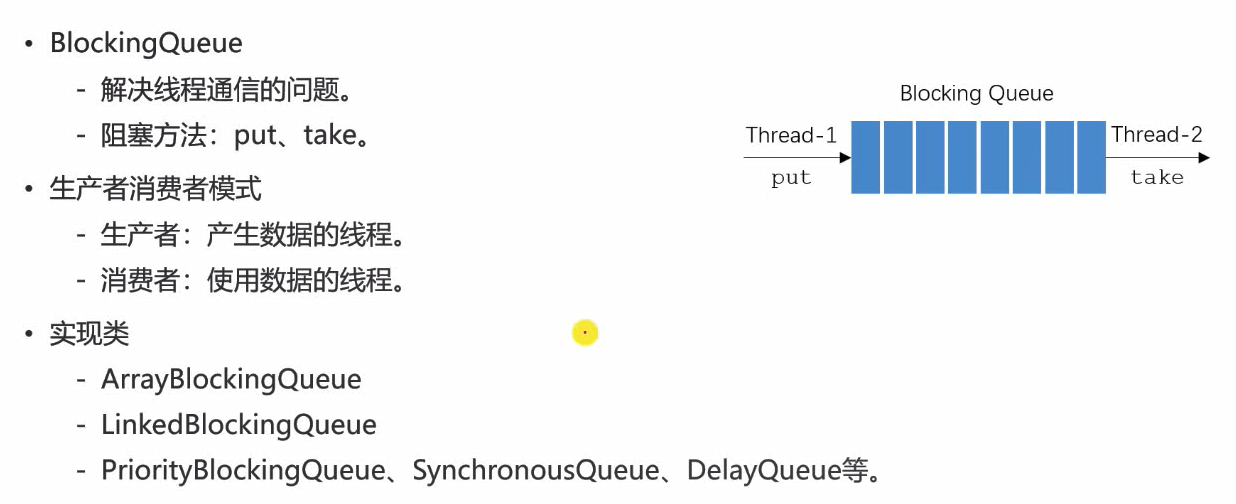 • BlockingQueue
- 解决线程通信的问题。
- 阻塞方法：put、take。
• 生产者消费者模式
- 生产者：产生数据的线程。
- 消费者：使用数据的线程。
• 实现类
- ArrayBlockingQueue
- LinkedBlockingQueue
- PriorityBlockingQueue、SynchronousQueue、DelayQueue等。
Blocking Queue
Thread-1
put
Thread-2
take